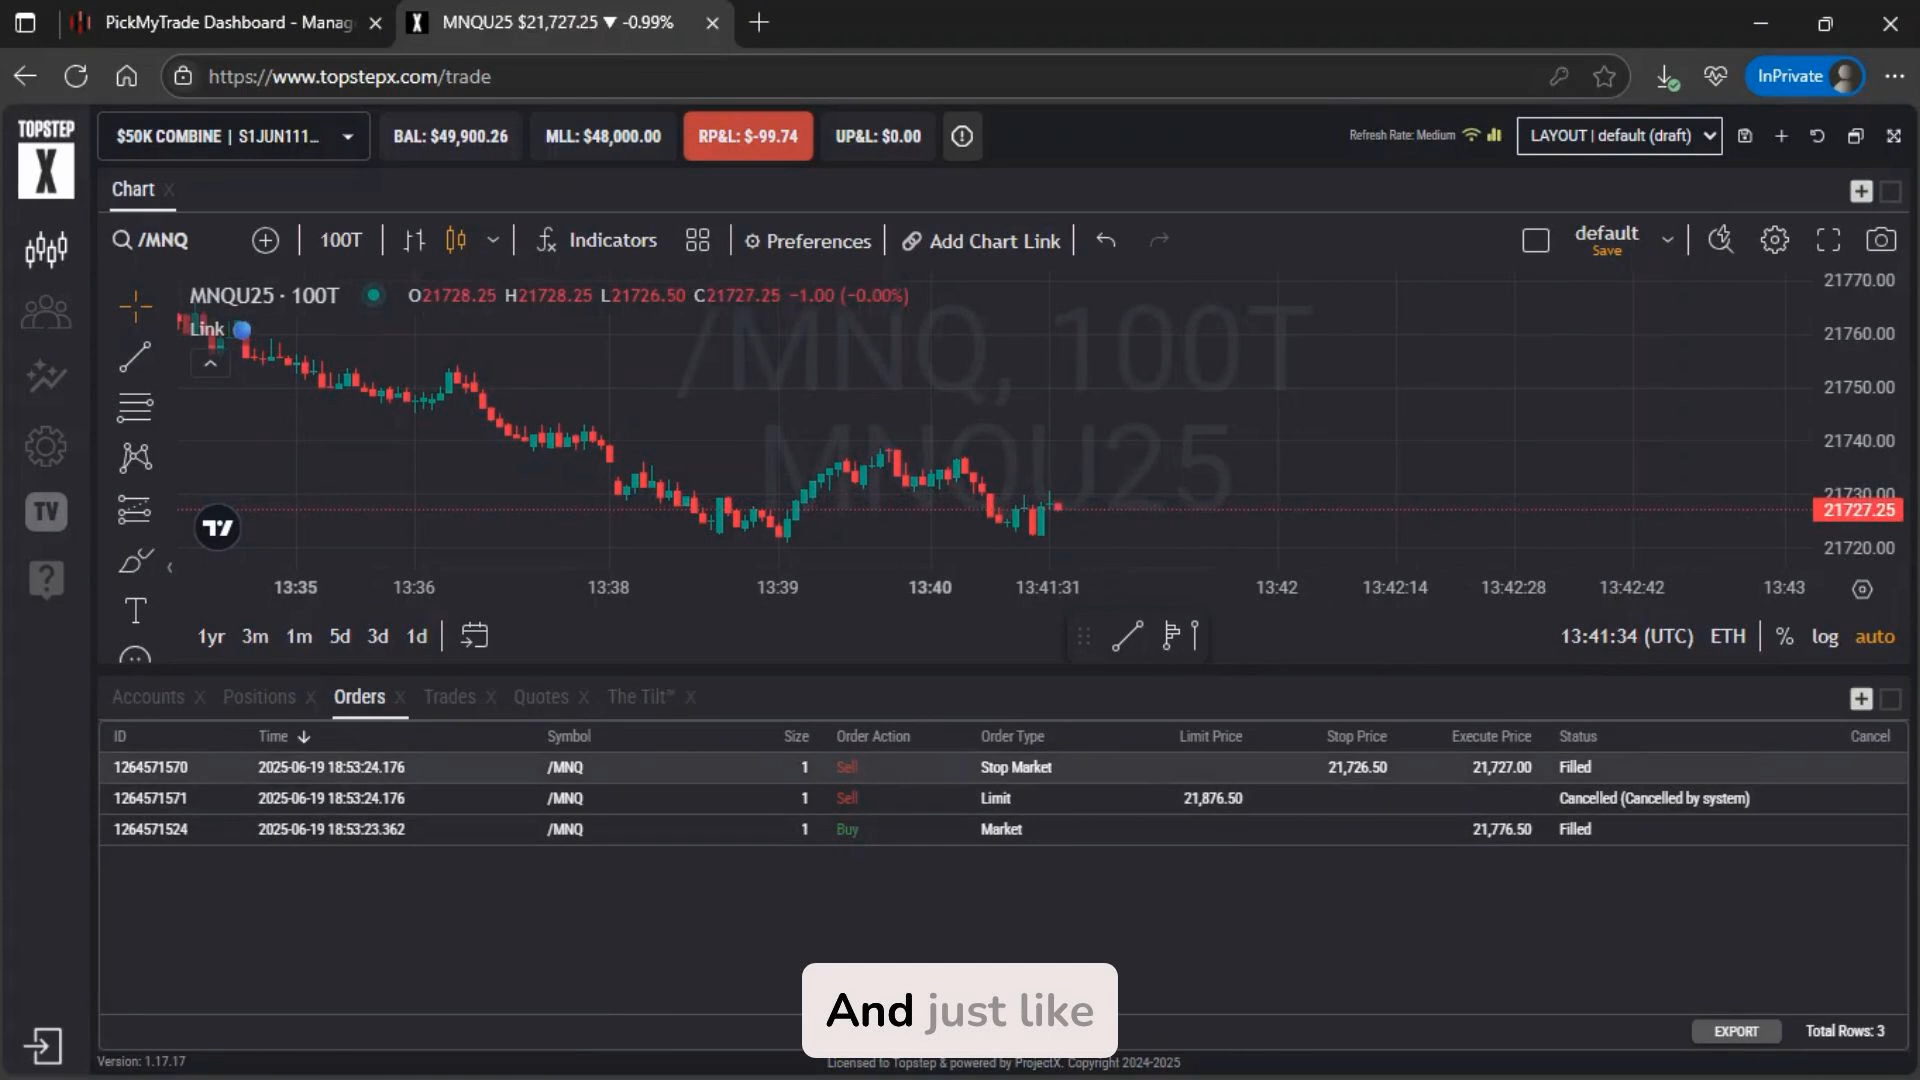 PickMyTrade Dashboard - Manag
MNQU25 $21,727.25 ▼ -0.99%
https://www.topstepx.com/trade
InPrivate
TOPSTEP
X
$50K COMBINE | S1JUN111...
BAL: $49,900.26
MLL: $48,000.00
RP&L: $-99.74
UP&L: $0.00
Refresh Rate: Medium
LAYOUT | default (draft)
Chart X
/MNQ
100T
Indicators
Preferences
Add Chart Link
default
Save
MNQU25 · 100T
O21728.25 H21728.25 L21726.50 C21727.25 −1.00 (−0.00%)
Link
/MNQ, 100T
MNQU25
21770.00
21760.00
21750.00
21740.00
21730.00
21727.25
21720.00
TV
13:35 13:36 13:38 13:39 13:40 13:41:31 13:42 13:42:14 13:42:28 13:42:42 13:43
1yr 3m 1m 5d 3d 1d
13:41:34 (UTC) ETH % log auto
Accounts X Positions X Orders X Trades X Quotes X The Tilt™ X
ID Time Symbol Size Order Action Order Type Limit Price Stop Price Execute Price Status Cancel
1264571570 2025-06-19 18:53:24.176 /MNQ 1 Sell Stop Market 21,726.50 21,727.00 Filled
1264571571 2025-06-19 18:53:24.176 /MNQ 1 Sell Limit 21,876.50 Cancelled (Cancelled by system)
1264571524 2025-06-19 18:53:23.362 /MNQ 1 Buy Market 21,776.50 Filled
And just like
EXPORT
Total Rows: 3
Version: 1.17.17
Licensed to Topstep & powered by ProjectX. Copyright 2024-2025